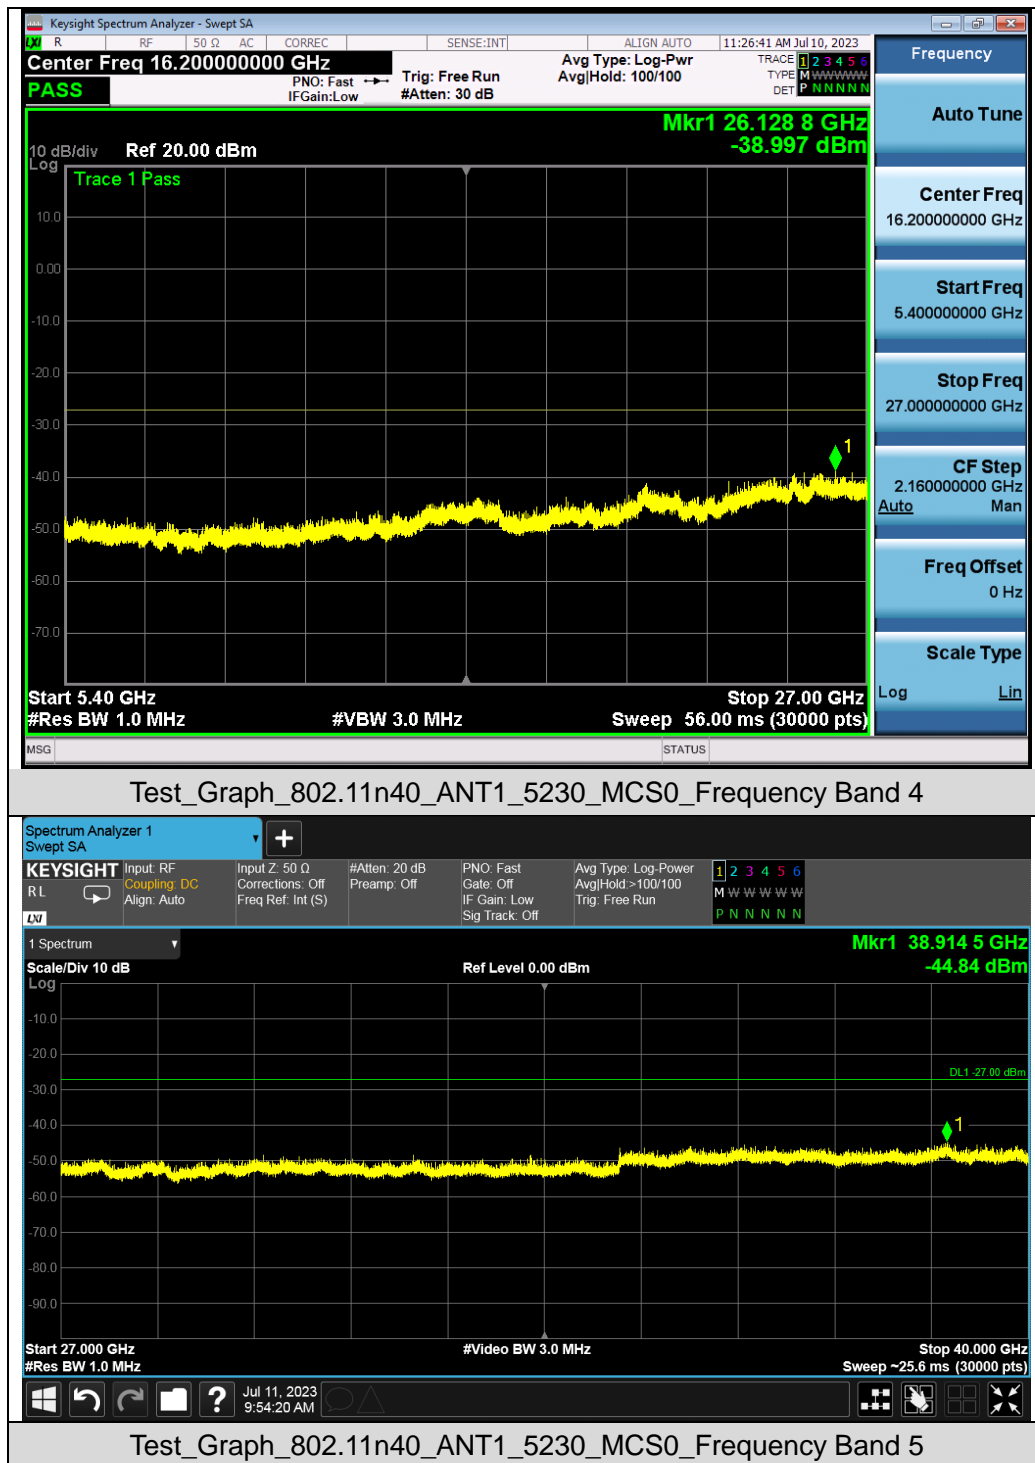 Keysight Spectrum Analyzer - Swept SA
LXI R RF 50 Ω AC CORREC SENSE:INT ALIGN AUTO 11:26:41 AM Jul 10, 2023
Center Freq 16.200000000 GHz
PASS
PNO: Fast
IFGain:Low
Trig: Free Run
#Atten: 30 dB
Avg Type: Log-Pwr
Avg|Hold: 100/100
TRACE 1 2 3 4 5 6
TYPE M W W W W W
DET P N N N N N
Mkr1 26.128 8 GHz
-38.997 dBm
10 dB/div Ref 20.00 dBm
Log
Trace 1 Pass
10.0
0.00
-10.0
-20.0
-30.0
1
-40.0
-50.0
-60.0
-70.0
Start 5.40 GHz Stop 27.00 GHz
#Res BW 1.0 MHz #VBW 3.0 MHz Sweep 56.00 ms (30000 pts)
MSG STATUS
Frequency
Auto Tune
Center Freq
16.200000000 GHz
Start Freq
5.400000000 GHz
Stop Freq
27.000000000 GHz
CF Step
2.160000000 GHz
Auto Man
Freq Offset
0 Hz
Scale Type
Log Lin
Test_Graph_802.11n40_ANT1_5230_MCS0_Frequency Band 4
Spectrum Analyzer 1
Swept SA
+
KEYSIGHT
R L
LXI
Input: RF
Coupling: DC
Align: Auto
Input Z: 50 Ω
Corrections: Off
Freq Ref: Int (S)
#Atten: 20 dB
Preamp: Off
PNO: Fast
Gate: Off
IF Gain: Low
Sig Track: Off
Avg Type: Log-Power
Avg|Hold:>100/100
Trig: Free Run
1 2 3 4 5 6
M W W W W W
P N N N N N
1 Spectrum
Mkr1 38.914 5 GHz
-44.84 dBm
Scale/Div 10 dB Ref Level 0.00 dBm
Log
-10.0
-20.0
DL1 -27.00 dBm
-30.0
-40.0
1
-50.0
-60.0
-70.0
-80.0
-90.0
Start 27.000 GHz #Video BW 3.0 MHz Stop 40.000 GHz
#Res BW 1.0 MHz Sweep ~25.6 ms (30000 pts)
?
Jul 11, 2023
9:54:20 AM
Test_Graph_802.11n40_ANT1_5230_MCS0_Frequency Band 5